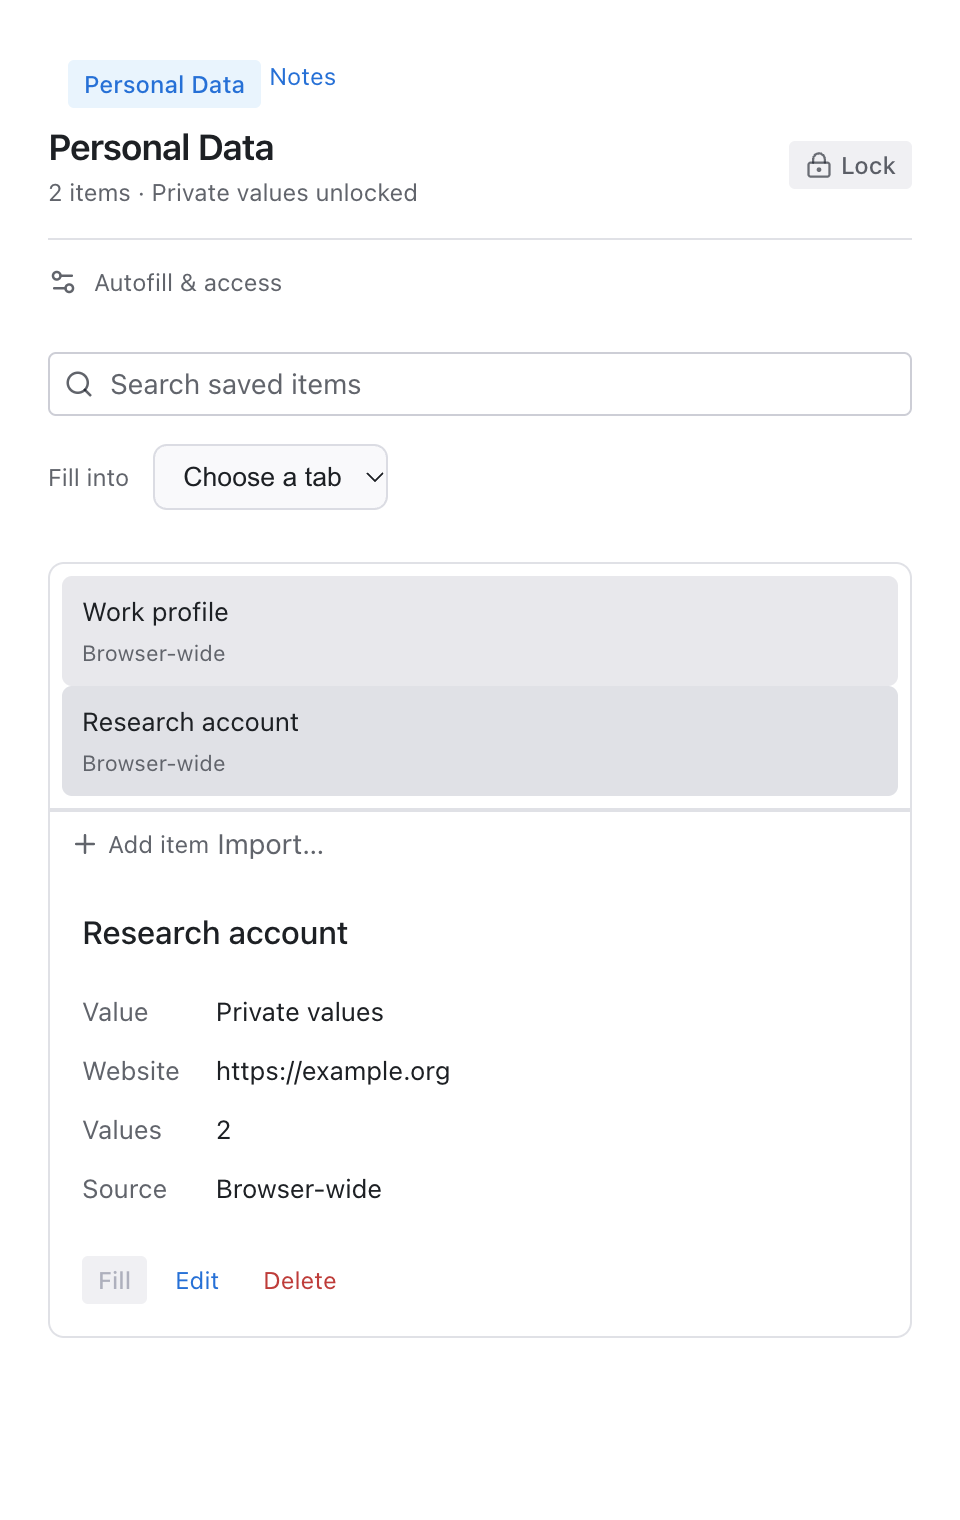 Personal Data Notes
Personal Data
Lock
2 items · Private values unlocked
Autofill & access
Search saved items
Fill into Choose a tab
Work profile
Browser-wide
Research account
Browser-wide
Add item Import...
Research account
Value Private values
Website https://example.org
Values 2
Source Browser-wide
Fill Edit Delete